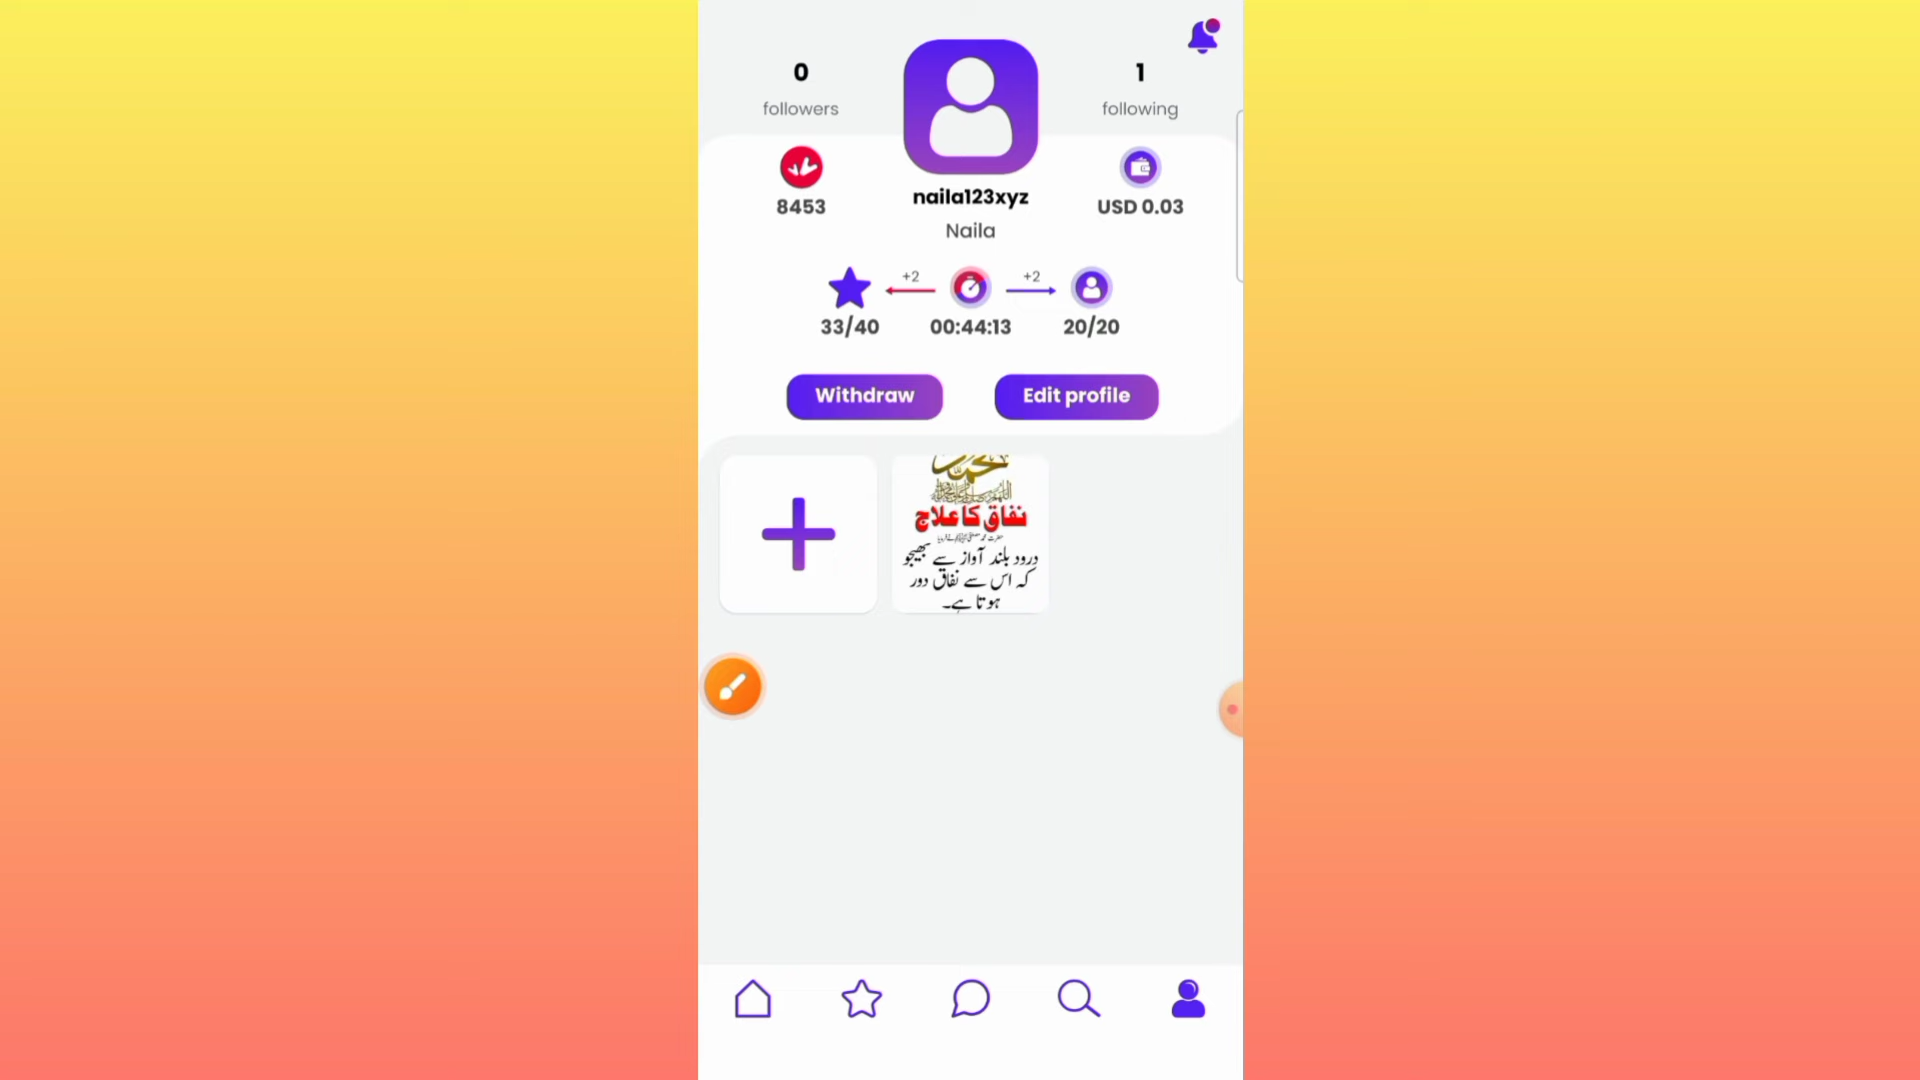 0
1
followers
following
8453
naila123xyz
USD 0.03
Naila
+2
+2
33/40
00:44:13
20/20
Withdraw
Edit profile
نفاق کا علاج
درود بلند آواز سے بھیجو
کہ اس سے نفاق دور
ہوتا ہے۔